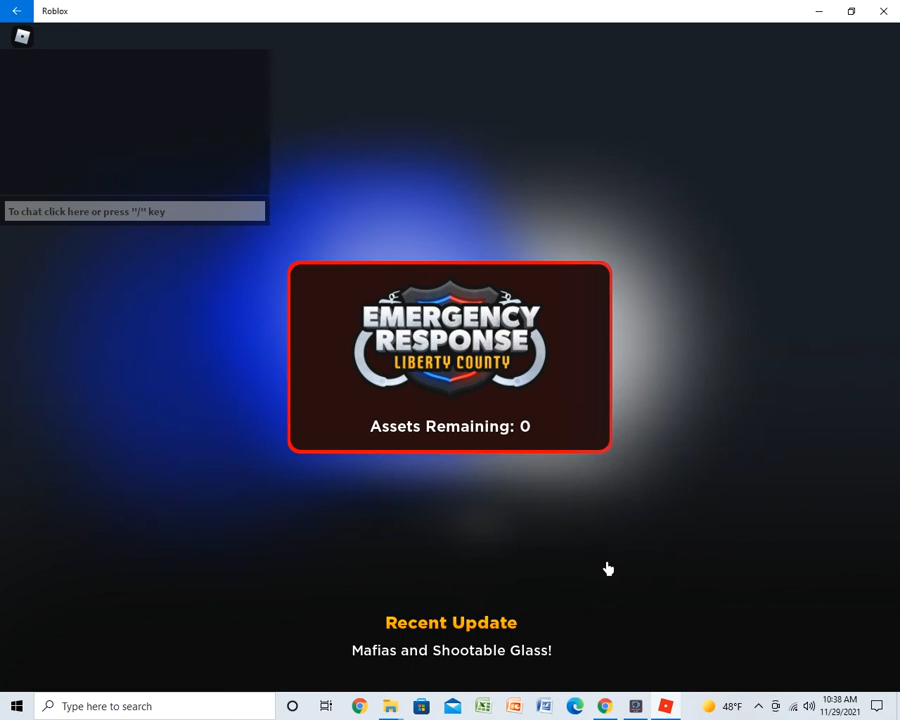 Roblox
To chat click here or press "/" key
EMERGENCY
RESPONSE
LIBERTY COUNTY
Assets Remaining: 0
Recent Update
Mafias and Shootable Glass!
Type here to search
48°F
10:38 AM
11/29/2021